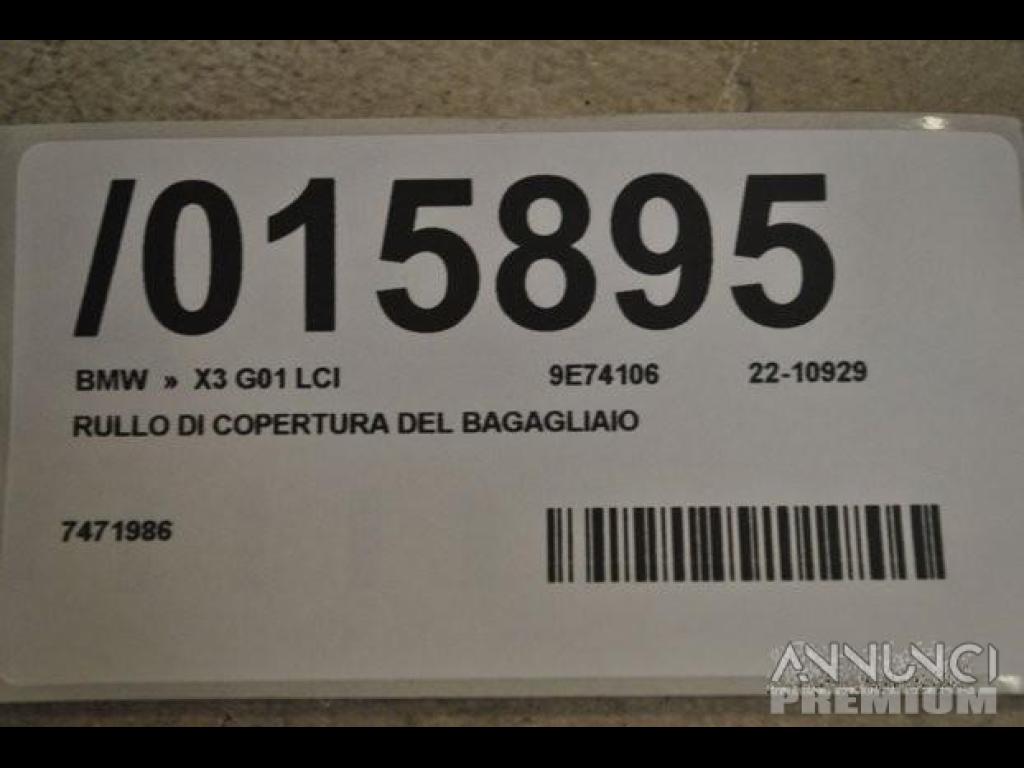 /015895
BMW » X3 G01 LCI 9E74106 22-10929
RULLO DI COPERTURA DEL BAGAGLIAIO
7471986
ANNUNCI
PREMIUM